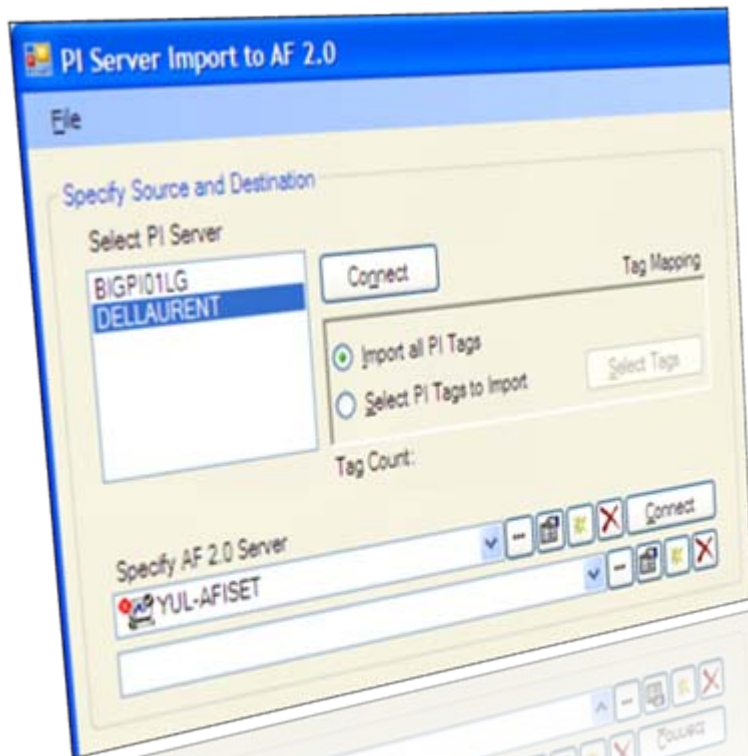 PI Server Import to AF 2.0
File
Specify Source and Destination
Select PI Server
BIGPI01LG
DELLAURENT
Connect
Tag Mapping
Import all PI Tags
Select PI Tags to Import
Select Tags
Tag Count:
Specify AF 2.0 Server
Connect
YUL-AFISET